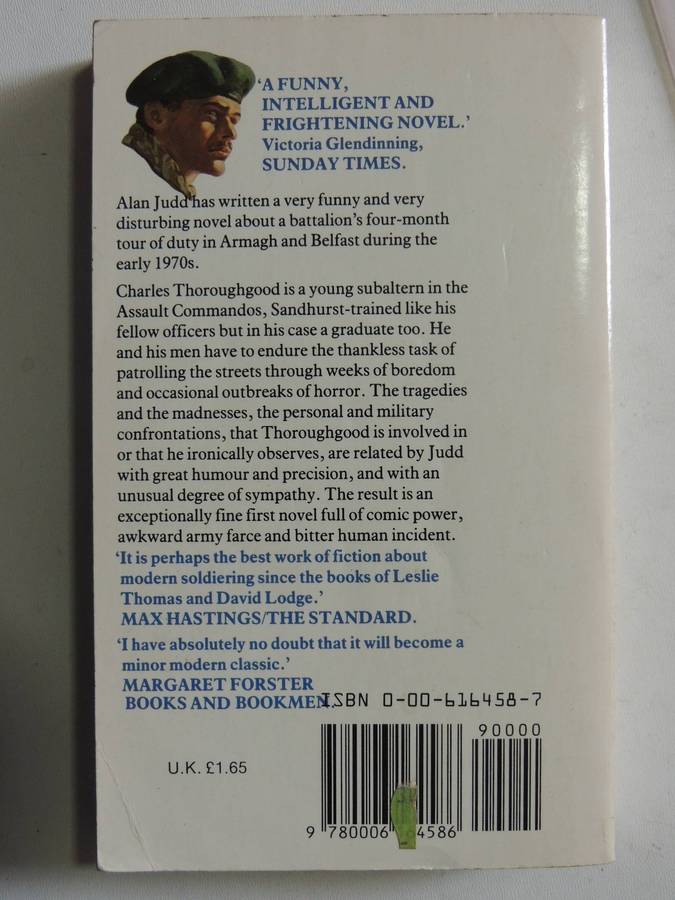 ‘A FUNNY,
INTELLIGENT AND
FRIGHTENING NOVEL.’
Victoria Glendinning,
SUNDAY TIMES.
Alan Judd has written a very funny and very
disturbing novel about a battalion’s four-month
tour of duty in Armagh and Belfast during the
early 1970s.
Charles Thoroughgood is a young subaltern in the
Assault Commandos, Sandhurst-trained like his
fellow officers but in his case a graduate too. He
and his men have to endure the thankless task of
patrolling the streets through weeks of boredom
and occasional outbreaks of horror. The tragedies
and the madnesses, the personal and military
confrontations, that Thoroughgood is involved in
or that he ironically observes, are related by Judd
with great humour and precision, and with an
unusual degree of sympathy. The result is an
exceptionally fine first novel full of comic power,
awkward army farce and bitter human incident.
‘It is perhaps the best work of fiction about
modern soldiering since the books of Leslie
Thomas and David Lodge.’
MAX HASTINGS/THE STANDARD.
‘I have absolutely no doubt that it will become a
minor modern classic.’
MARGARET FORSTER
BOOKS AND BOOKMEN.
ISBN 0-00-616458-7
90000
U.K. £1.65
9 780006 4586